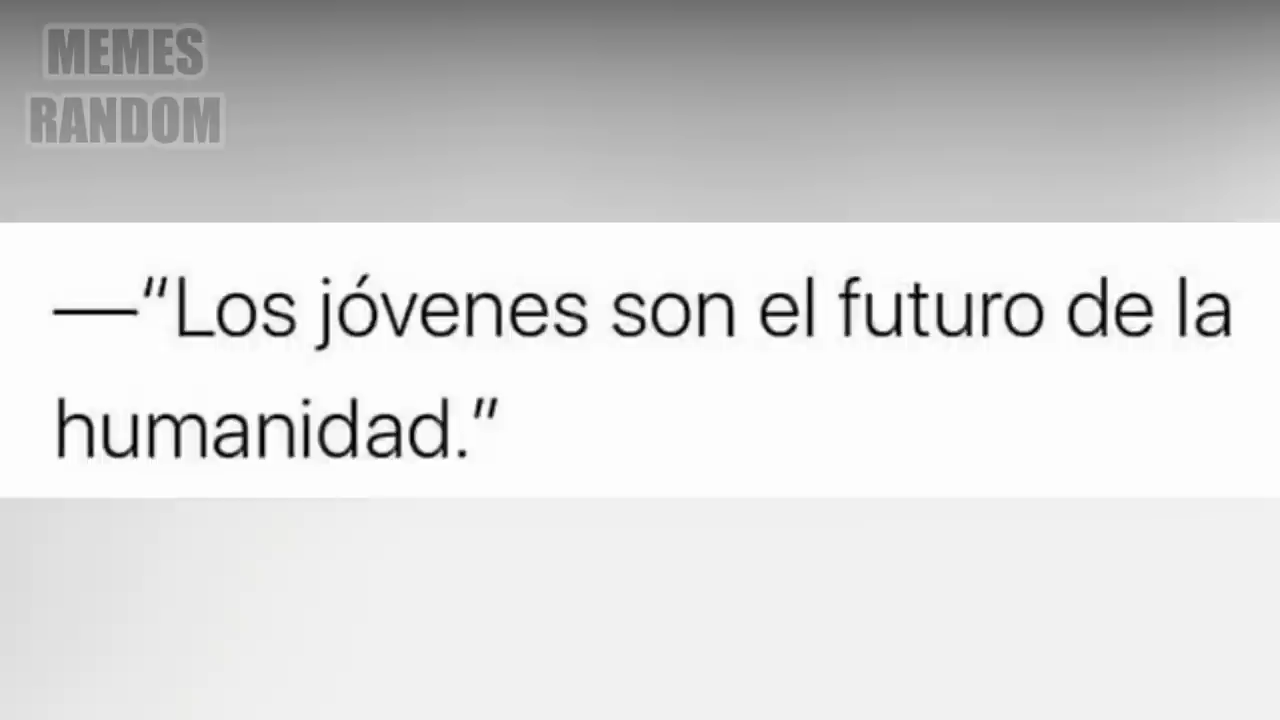 MEMES
RANDOM
—“Los jóvenes son el futuro de la
humanidad.”